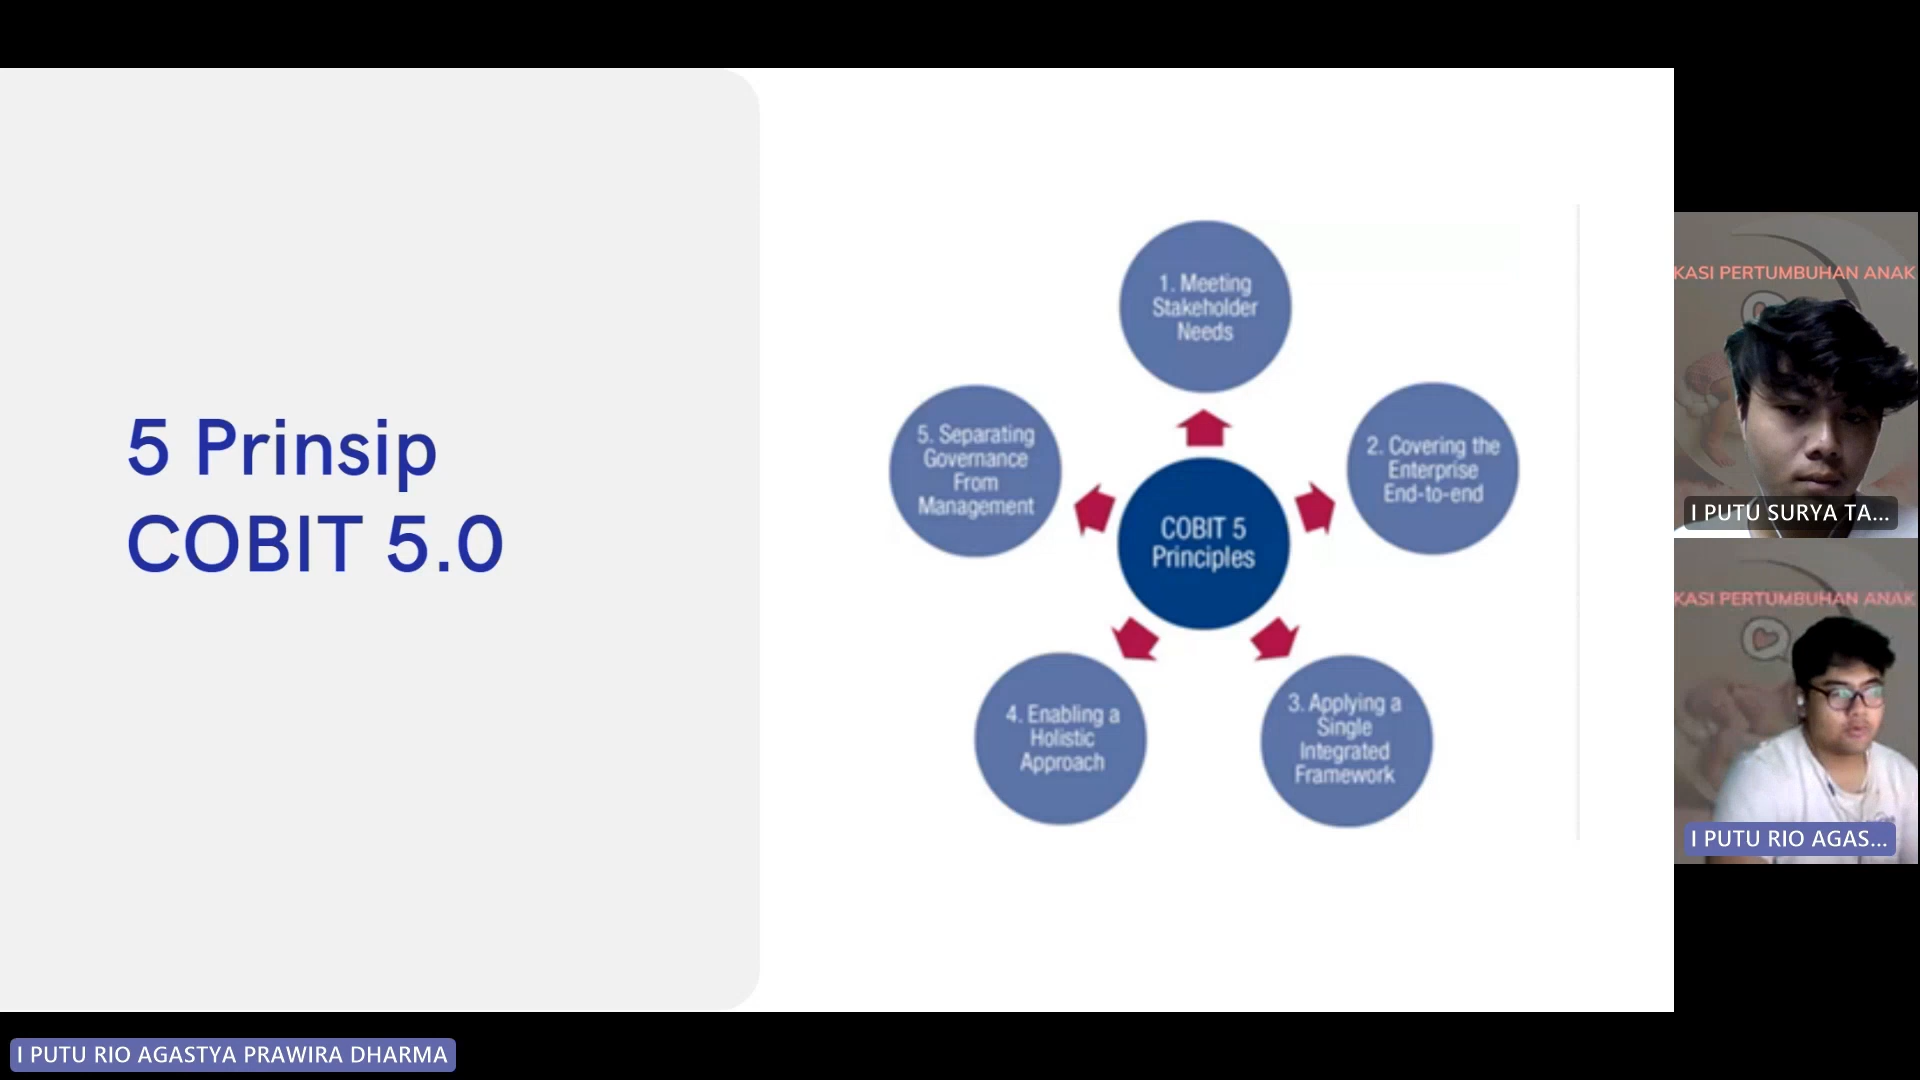 5 Prinsip
COBIT 5.0
1. Meeting
Stakeholder
Needs
2. Covering the
Enterprise
End-to-end
3. Applying a
Single
Integrated
Framework
4. Enabling a
Holistic
Approach
5. Separating
Governance
From
Management
COBIT 5
Principles
KASI PERTUMBUHAN ANAK
I PUTU SURYA TA...
KASI PERTUMBUHAN ANAK
I PUTU RIO AGAS...
I PUTU RIO AGASTYA PRAWIRA DHARMA